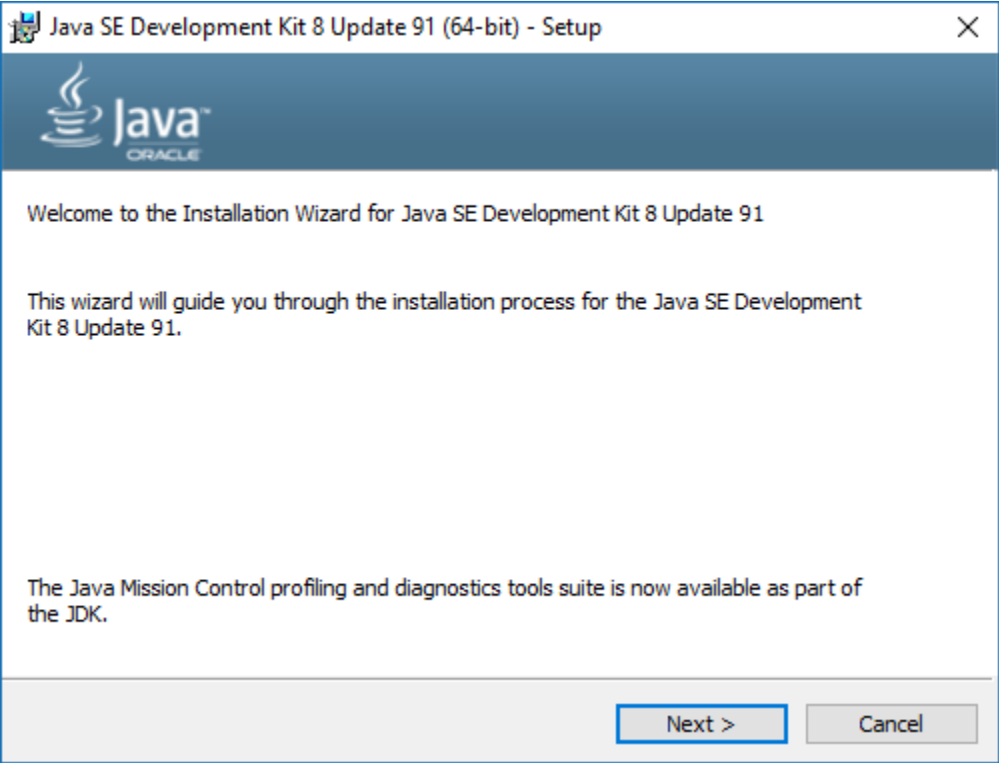 Java SE Development Kit 8 Update 91 (64-bit) - Setup
Java™
ORACLE
Welcome to the Installation Wizard for Java SE Development Kit 8 Update 91
This wizard will guide you through the installation process for the Java SE Development
Kit 8 Update 91.
The Java Mission Control profiling and diagnostics tools suite is now available as part of
the JDK.
Next >
Cancel